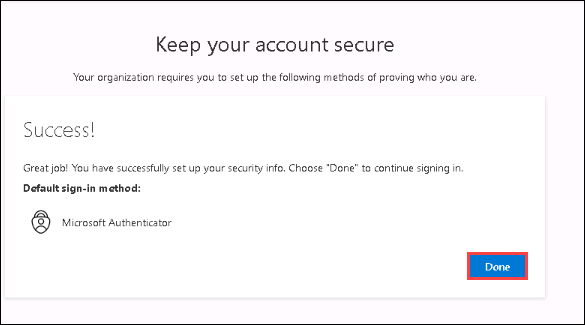 Keep your account secure
Your organization requires you to set up the following methods of proving who you are.
Success!
Great job! You have successfully set up your security info. Choose "Done" to continue signing in.
Default sign-in method:
Microsoft Authenticator
Done